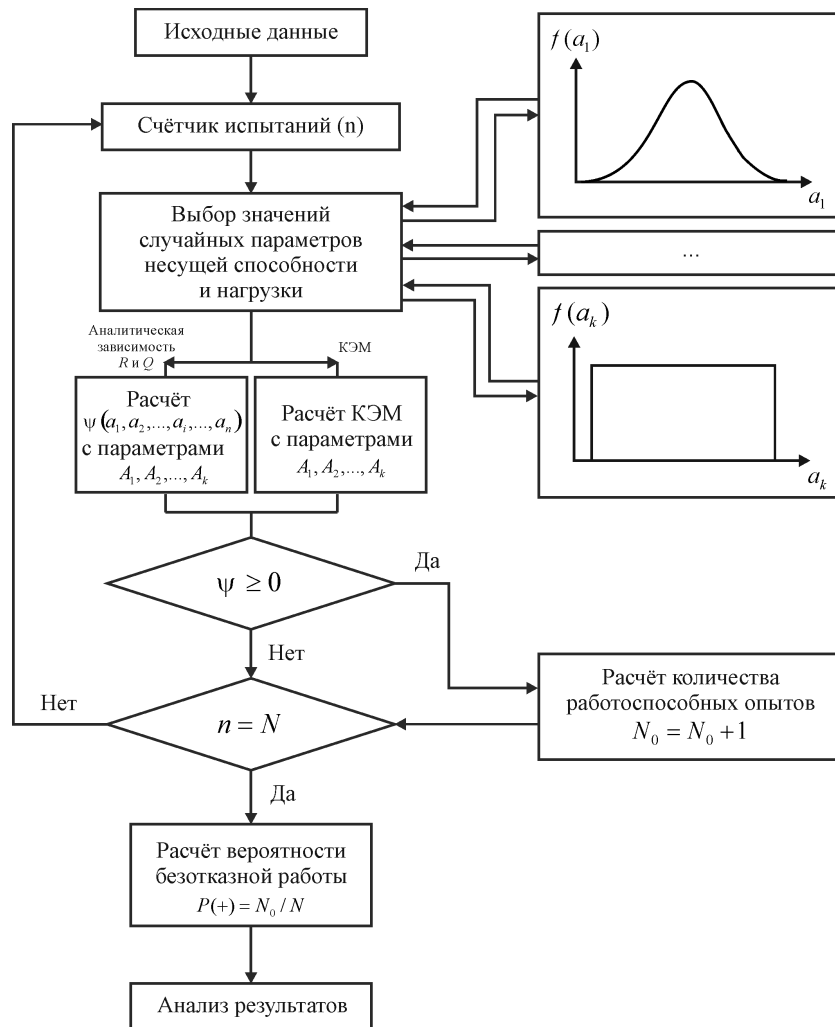 Исходные данные
Счётчик испытаний (n)
Выбор значений
случайных параметров
несущей способности
и нагрузки
f(a₁)
a₁
...
f(aₖ)
aₖ
Аналитическая
зависимость
R и Q
КЭМ
Расчёт
ψ(a₁, a₂,..., aᵢ,..., aₙ)
с параметрами
A₁, A₂,..., Aₖ
Расчёт КЭМ
с параметрами
A₁, A₂,..., Aₖ
ψ ≥ 0
Да
Нет
Расчёт количества
работоспособных опытов
N₀ = N₀ + 1
n = N
Нет
Да
Расчёт вероятности
безотказной работы
P(+) = N₀ / N
Анализ результатов